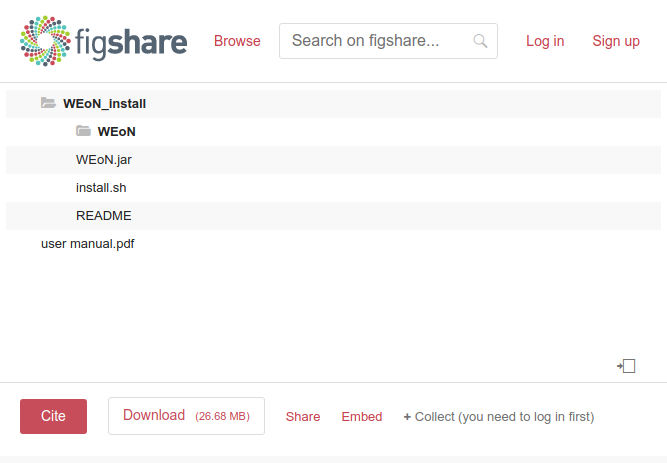 figshare
Browse
Search on figshare...
Log in
Sign up
WEoN_install
WEoN
WEoN.jar
install.sh
README
user manual.pdf
Cite
Download (26.68 MB)
Share
Embed
+ Collect (you need to log in first)